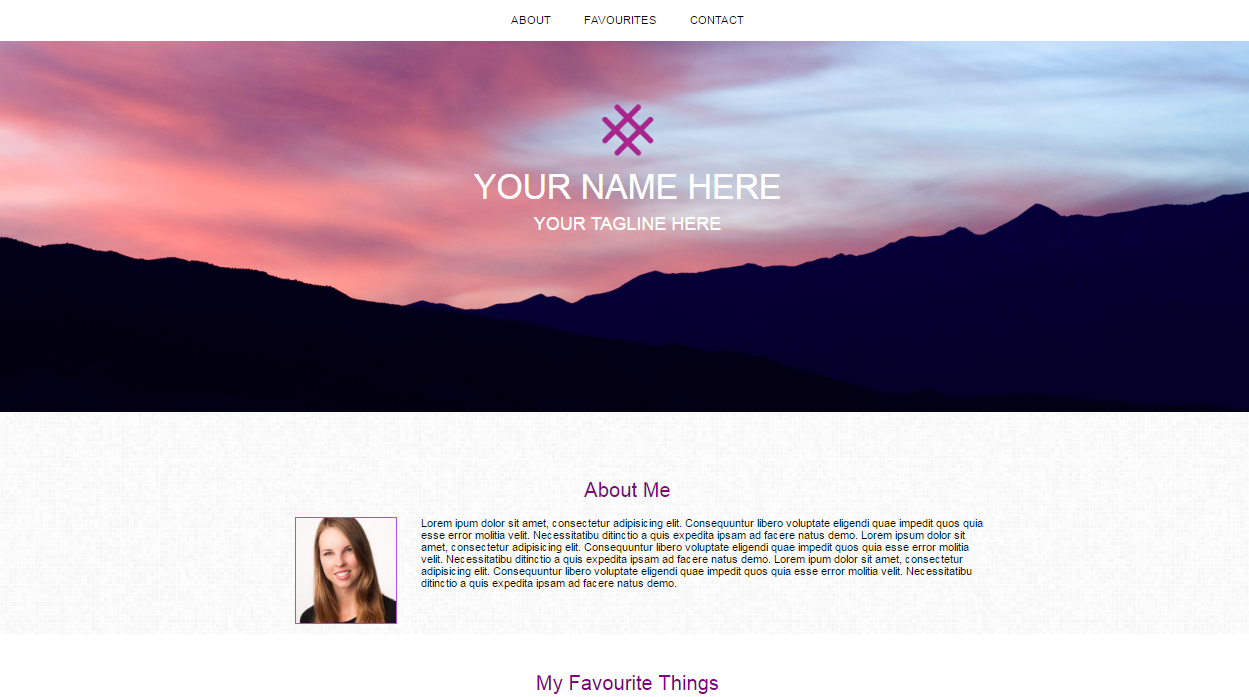 ABOUT FAVOURITES CONTACT
YOUR NAME HERE
YOUR TAGLINE HERE
About Me
Lorem ipum dolor sit amet, consectetur adipisicing elit. Consequuntur libero voluptate eligendi quae impedit quos quia
esse error molitia velit. Necessitatibu ditinctio a quis expedita ipsam ad facere natus demo. Lorem ipsum dolor sit
amet, consectetur adipisicing elit. Consequuntur libero voluptate eligendi quae impedit quos quia esse error molitia
velit. Necessitatibu ditinctio a quis expedita ipsam ad facere natus demo. Lorem ipsum dolor sit amet, consectetur
adipisicing elit. Consequuntur libero voluptate eligendi quae impedit quos quia esse error molitia velit. Necessitatibu
ditinctio a quis expedita ipsam ad facere natus demo.
My Favourite Things